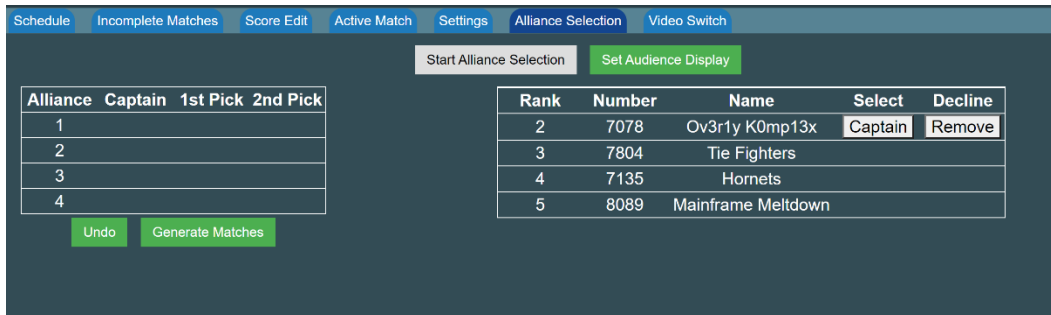 Schedule Incomplete Matches Score Edit Active Match Settings Alliance Selection Video Switch
Start Alliance Selection Set Audience Display
Alliance Captain 1st Pick 2nd Pick
1
2
3
4
Undo Generate Matches
Rank Number Name Select Decline
2 7078 Ov3r1y K0mp13x Captain Remove
3 7804 Tie Fighters
4 7135 Hornets
5 8089 Mainframe Meltdown